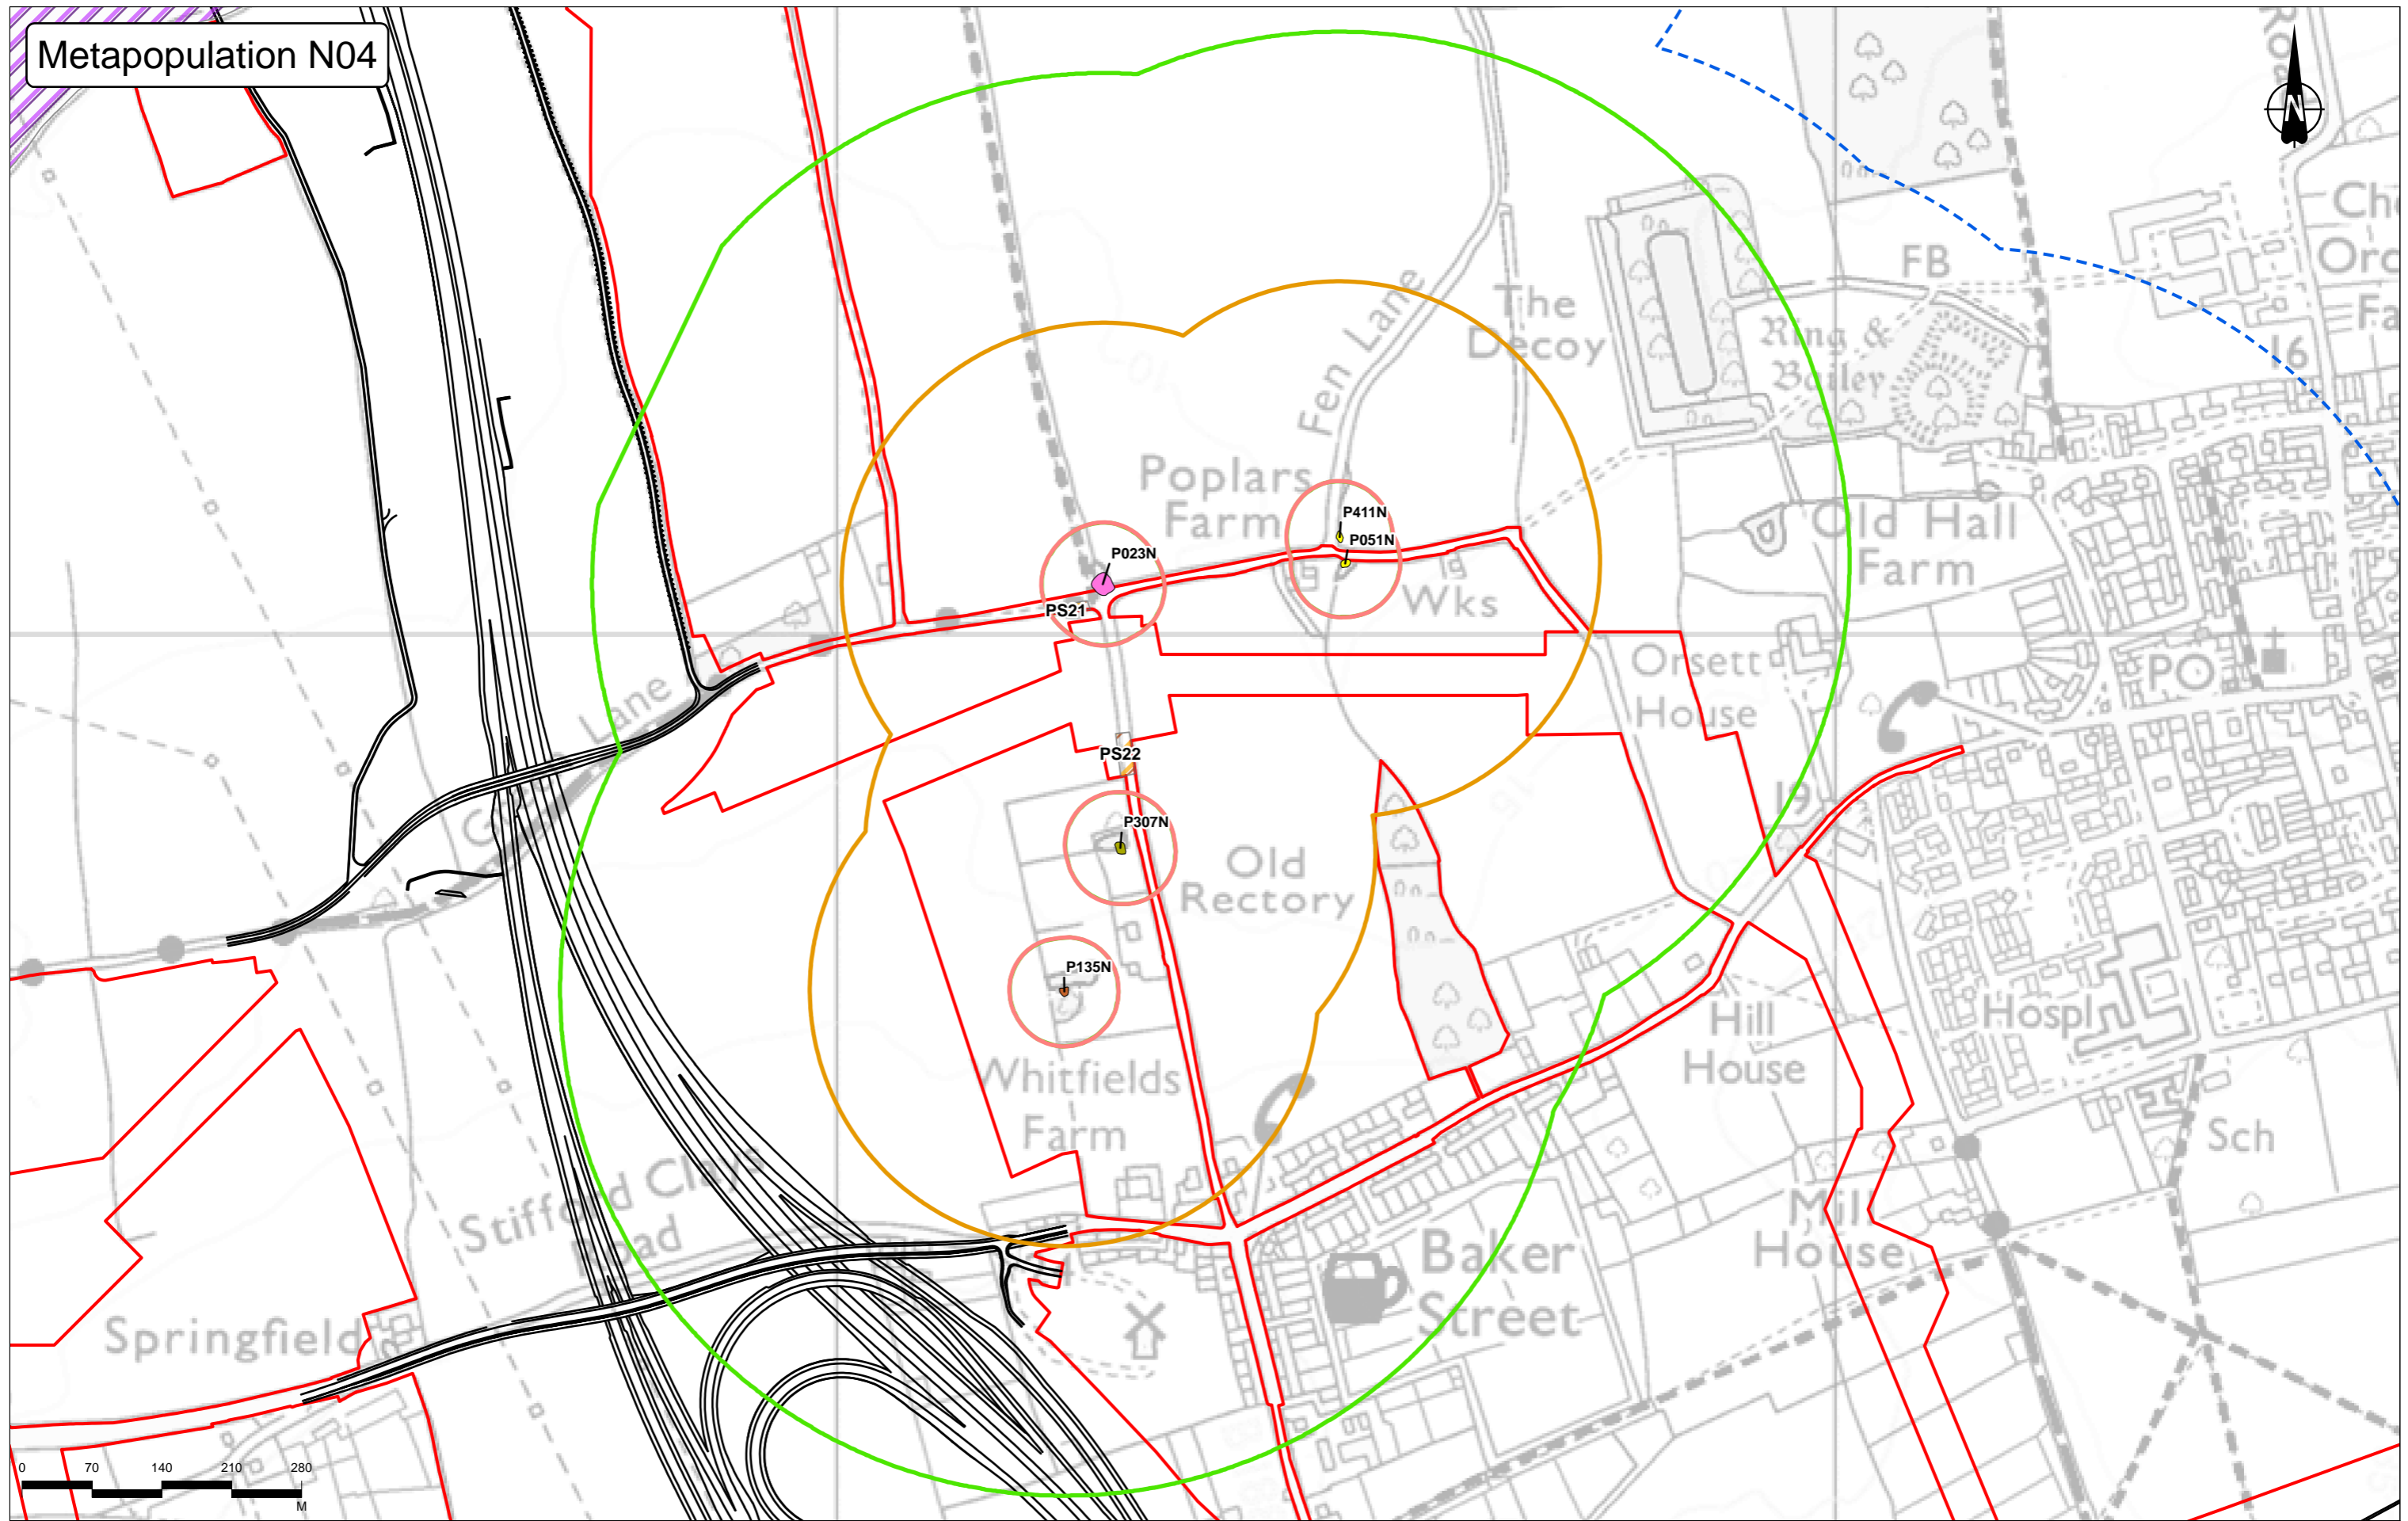 Metapopulation N04
N
FB
The
Decoy
Ring &
Bailey
16
Fen Lane
Poplars
Farm
P411N
P051N
P023N
PS21
Wks
Old Hall
Farm
Orsett
House
PO
Lane
PS22
19
P307N
Old
Rectory
P135N
Hill
House
Hospl
Whitfields
Farm
Sch
Stifford Clays
Road
Mill
House
Baker
Street
Springfield
0 70 140 210 280
M